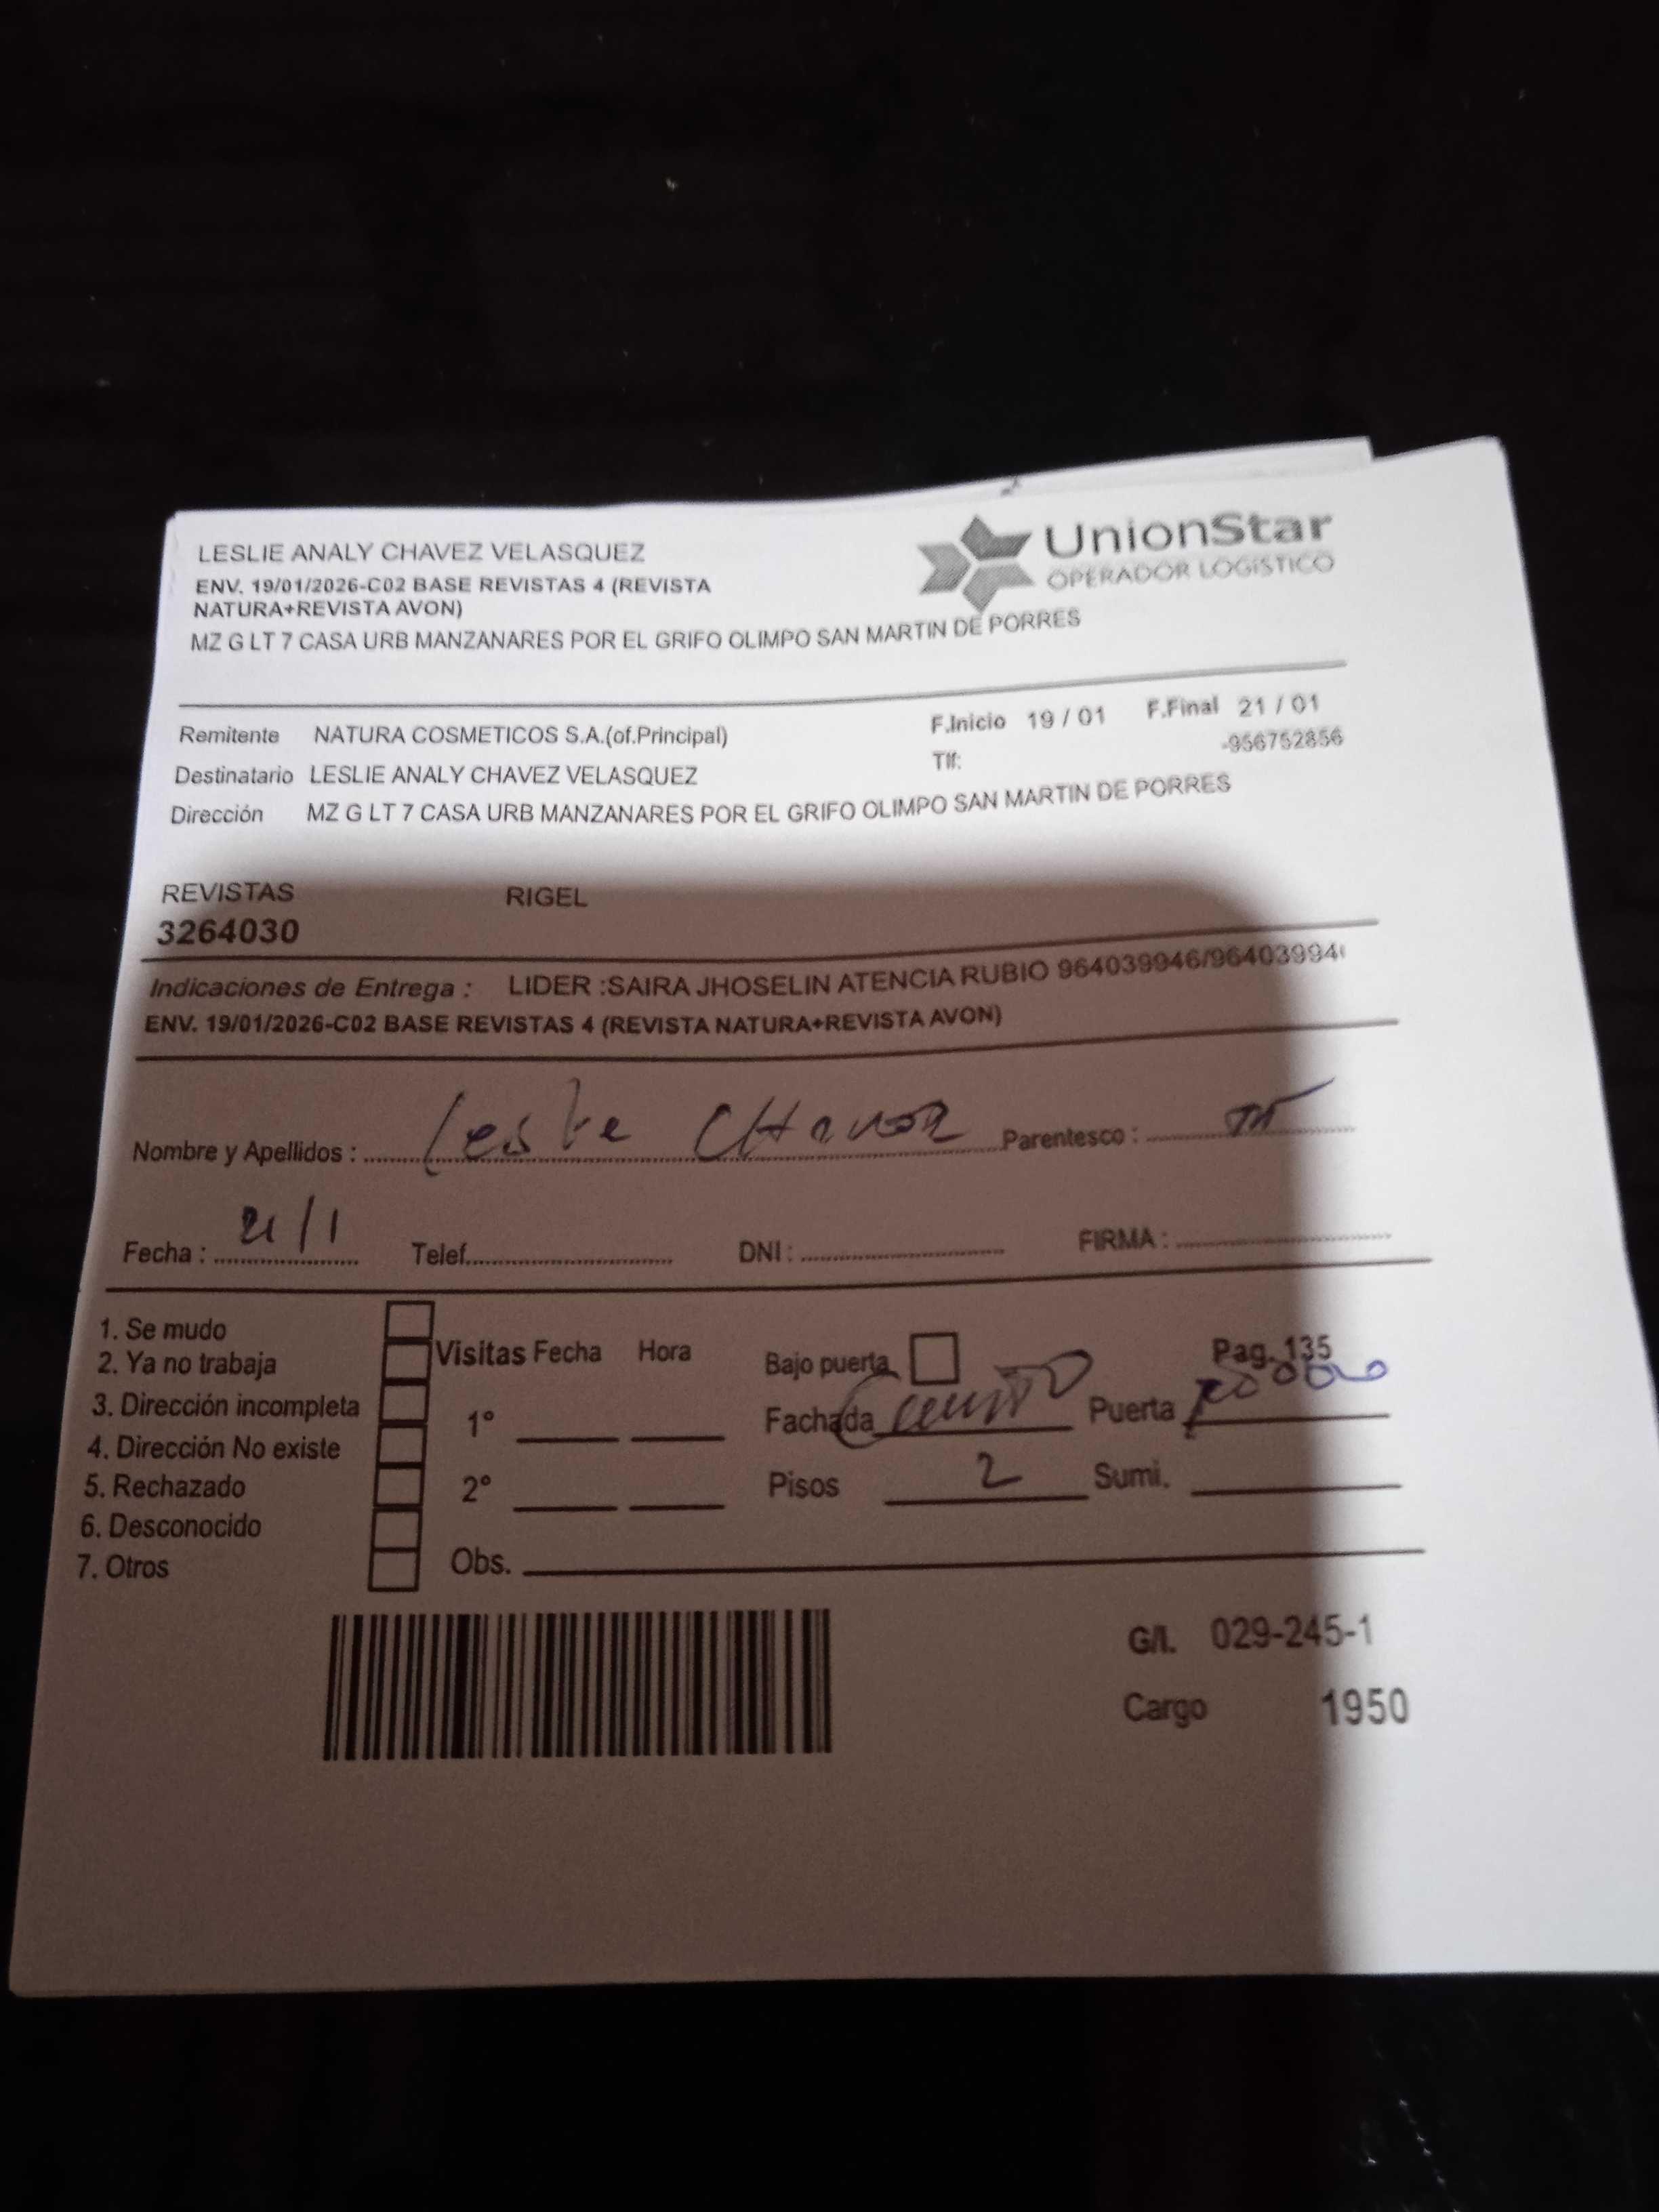 LESLIE ANALY CHAVEZ VELASQUEZ
UnionStar
OPERADOR LOGISTICO
ENV. 19/01/2026-C02 BASE REVISTAS 4 (REVISTA
NATURA+REVISTA AVON)
MZ G LT 7 CASA URB MANZANARES POR EL GRIFO OLIMPO SAN MARTIN DE PORRES
Remitente NATURA COSMETICOS S.A.(of.Principal) F.Inicio 19 / 01 F.Final 21 / 01
Destinatario LESLIE ANALY CHAVEZ VELASQUEZ Tlf: -956752856
Dirección MZ G LT 7 CASA URB MANZANARES POR EL GRIFO OLIMPO SAN MARTIN DE PORRES
REVISTAS RIGEL
3264030
Indicaciones de Entrega : LIDER :SAIRA JHOSELIN ATENCIA RUBIO 964039946/96403994
ENV. 19/01/2026-C02 BASE REVISTAS 4 (REVISTA NATURA+REVISTA AVON)
Nombre y Apellidos : Leslie Parentesco :
Fecha : 21/1 Telef. DNI : FIRMA :
1. Se mudo
2. Ya no trabaja Visitas Fecha Hora Bajo puerta Pag. 135
3. Dirección incompleta 1° Fachada Puerta
4. Dirección No existe
5. Rechazado 2° Pisos 2 Sumi.
6. Desconocido
7. Otros Obs.
G/l. 029-245-1
Cargo 1950